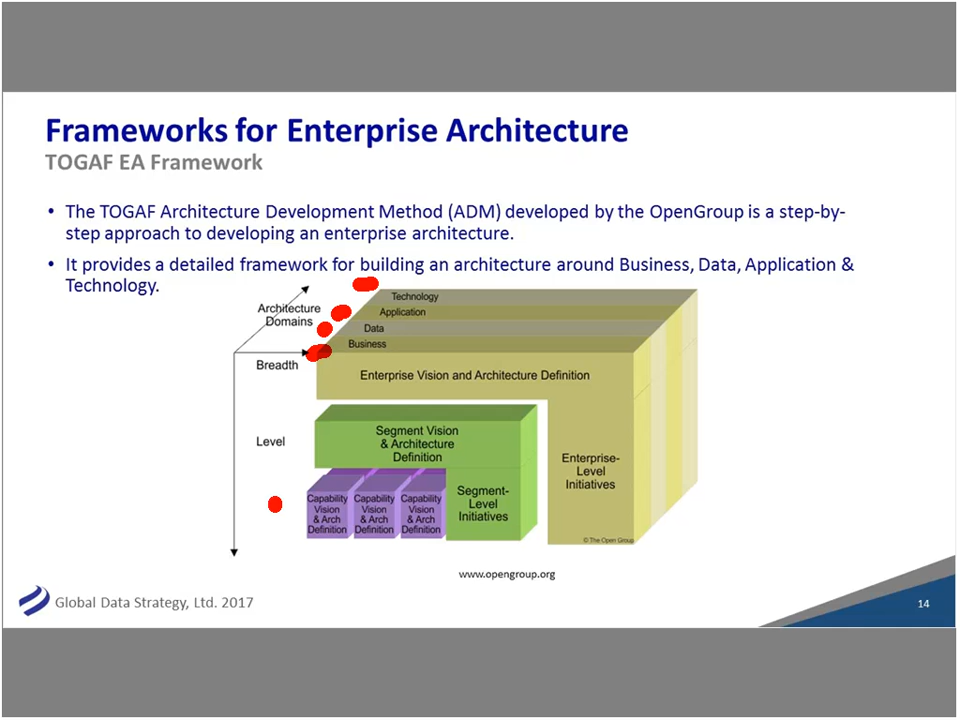 Frameworks for Enterprise Architecture
TOGAF EA Framework
• The TOGAF Architecture Development Method (ADM) developed by the OpenGroup is a step-by-
step approach to developing an enterprise architecture.
• It provides a detailed framework for building an architecture around Business, Data, Application &
Technology.
Architecture
Domains
Breadth
Level
Technology
Application
Data
Business
Enterprise Vision and Architecture Definition
Segment Vision
& Architecture
Definition
Enterprise-
Level
Initiatives
Capability
Vision
& Arch
Definition
Capability
Vision
& Arch
Definition
Capability
Vision
& Arch
Definition
Segment-
Level
Initiatives
© The Open Group
www.opengroup.org
Global Data Strategy, Ltd. 2017
14